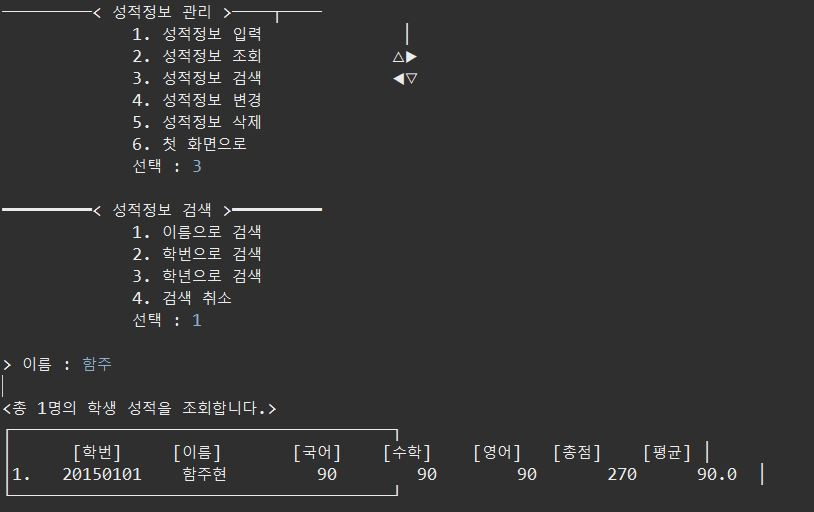 < 성적정보 관리 >
1. 성적정보 입력
2. 성적정보 조회
3. 성적정보 검색
4. 성적정보 변경
5. 성적정보 삭제
6. 첫 화면으로
선택 : 3
< 성적정보 검색 >
1. 이름으로 검색
2. 학번으로 검색
3. 학년으로 검색
4. 검색 취소
선택 : 1
> 이름 : 함주
<총 1명의 학생 성적을 조회합니다.>
[학번] [이름] [국어] [수학] [영어] [총점] [평균]
1. 20150101 함주현 90 90 90 270 90.0